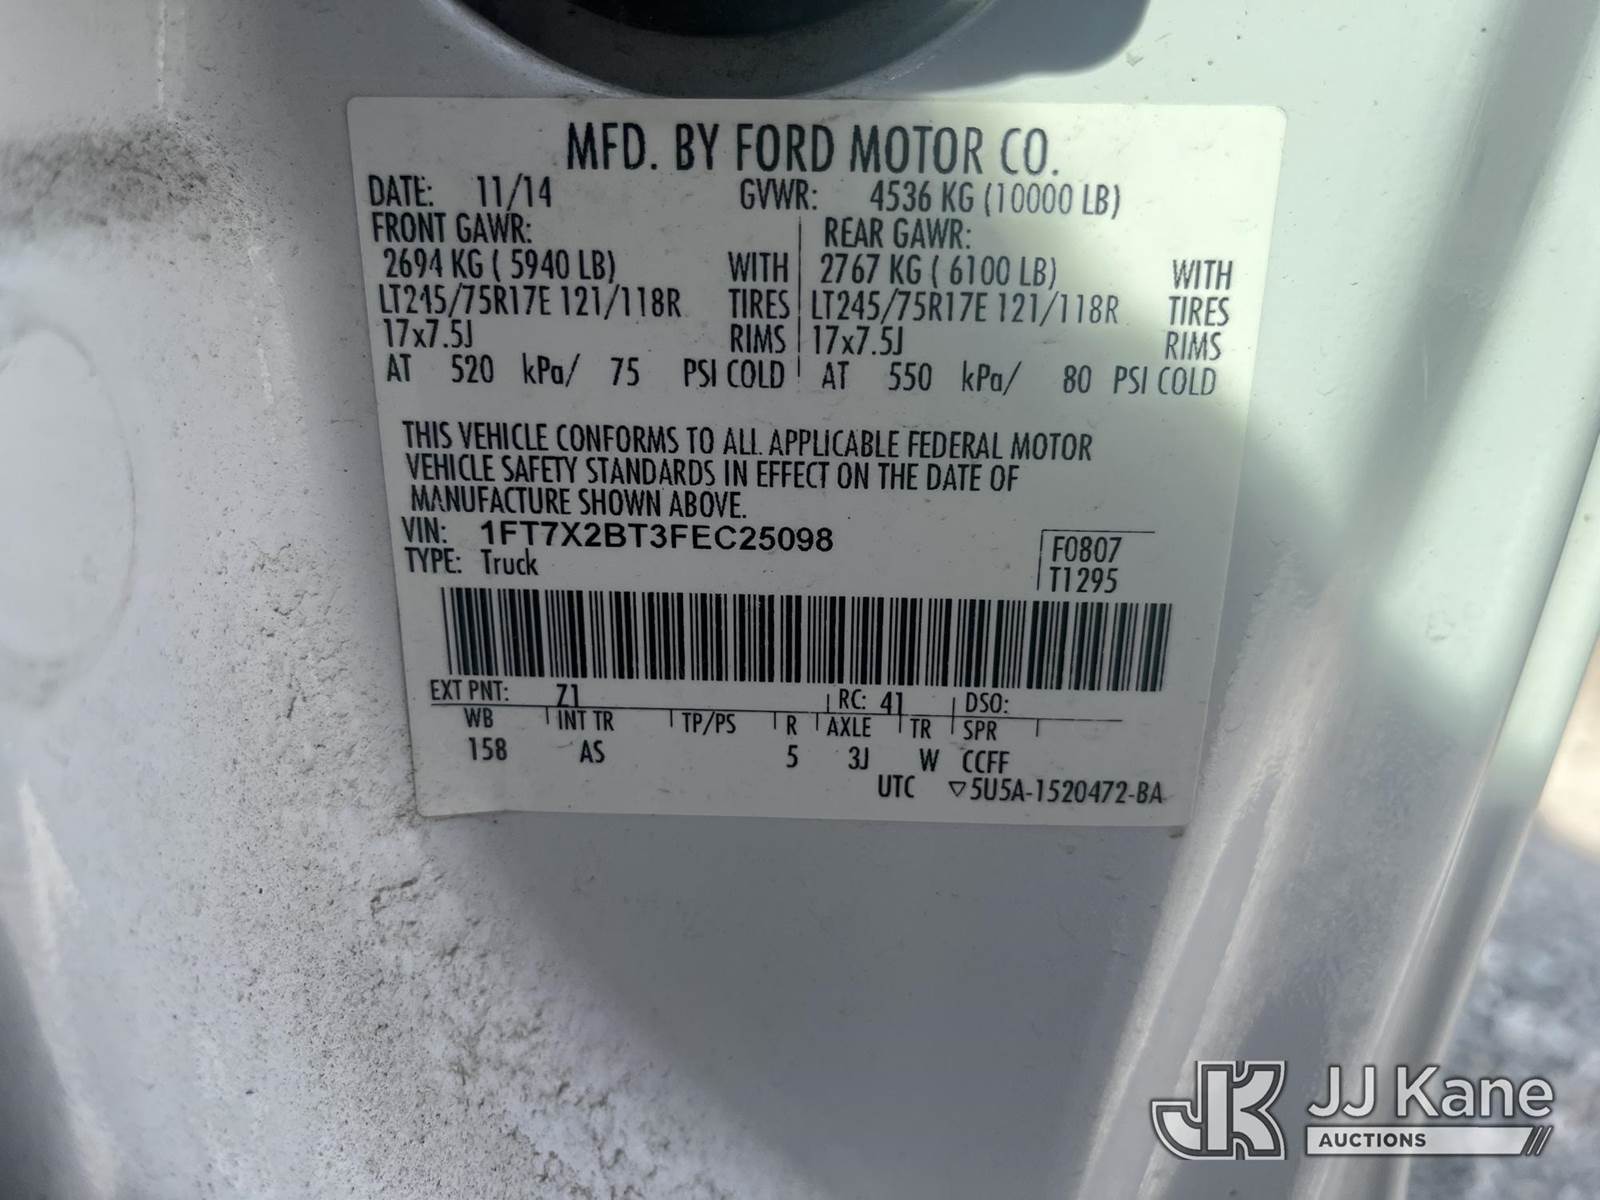 MFD. BY FORD MOTOR CO.
DATE: 11/14 GVWR: 4536 KG (10000 LB)
FRONT GAWR: REAR GAWR:
2694 KG ( 5940 LB) WITH 2767 KG ( 6100 LB) WITH
LT245/75R17E 121/118R TIRES LT245/75R17E 121/118R TIRES
17x7.5J RIMS 17x7.5J RIMS
AT 520 kPa/ 75 PSI COLD AT 550 kPa/ 80 PSI COLD
THIS VEHICLE CONFORMS TO ALL APPLICABLE FEDERAL MOTOR
VEHICLE SAFETY STANDARDS IN EFFECT ON THE DATE OF
MANUFACTURE SHOWN ABOVE.
VIN: 1FT7X2BT3FEC25098
F0807
TYPE: Truck
T1295
EXT PNT: Z1 RC: 41 DSO:
WB INT TR TP/PS R AXLE TR SPR
158 AS 5 3J W CCFF
UTC ▽5U5A-1520472-BA
JK JJ Kane
AUCTIONS